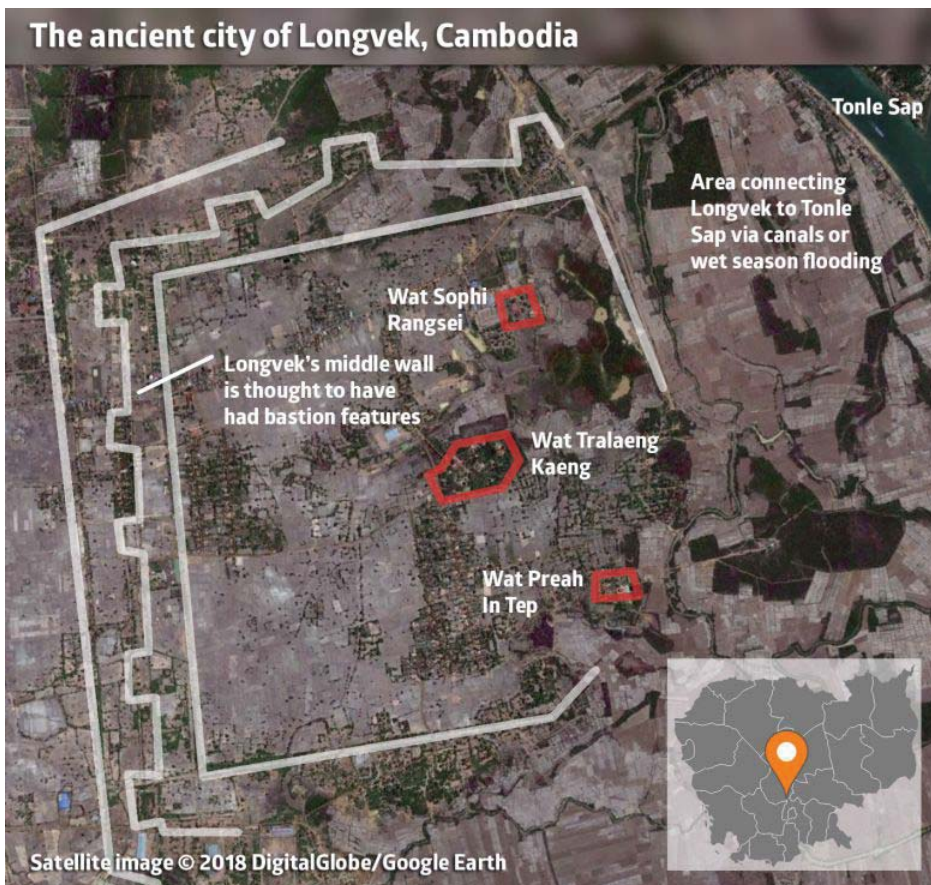 The ancient city of Longvek, Cambodia
Tonle Sap
Area connecting
Longvek to Tonle
Sap via canals or
wet season flooding
Wat Sophi
Rangsei
Longvek's middle wall
is thought to have
had bastion features
Wat Tralaeng
Kaeng
Wat Preah
In Tep
Satellite image © 2018 DigitalGlobe/Google Earth